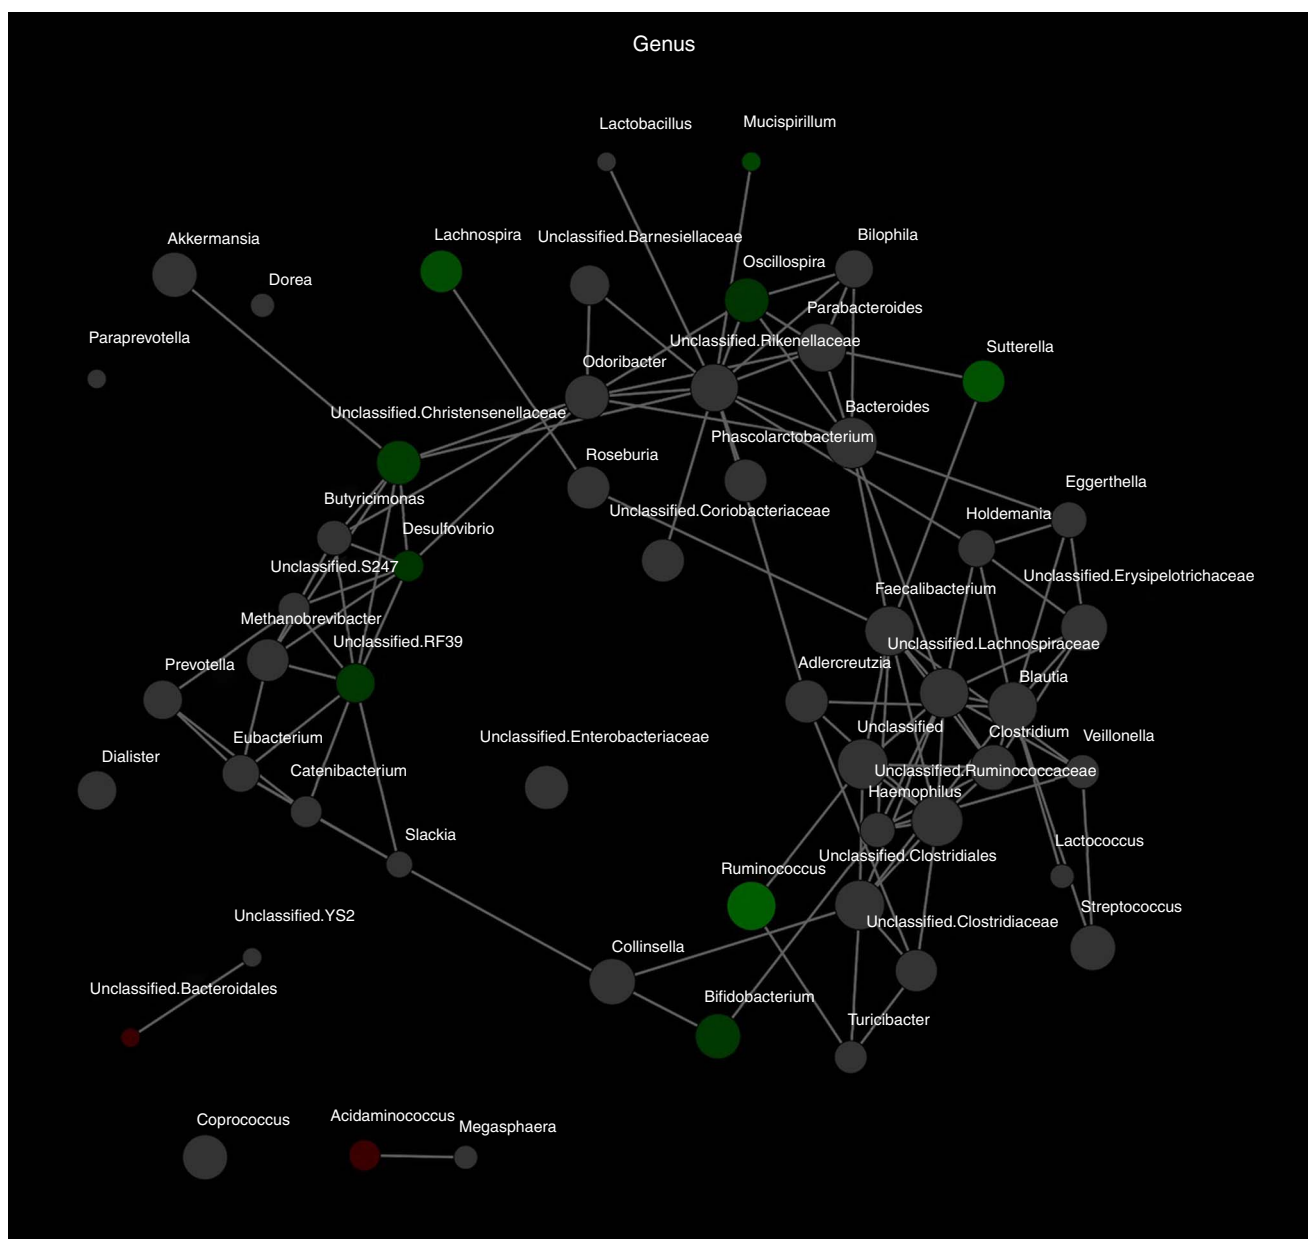 Genus
Lactobacillus
Mucispirillum
Akkermansia
Lachnospira
Unclassified.Barnesiellaceae
Bilophila
Oscillospira
Dorea
Parabacteroides
Paraprevotella
Unclassified.Rikenellaceae
Sutterella
Odoribacter
Unclassified.Christensenellaceae
Bacteroides
Phascolarctobacterium
Roseburia
Eggerthella
Butyricimonas
Unclassified.Coriobacteriaceae
Holdemania
Desulfovibrio
Unclassified.S247
Unclassified.Erysipelotrichaceae
Faecalibacterium
Methanobrevibacter
Unclassified.RF39
Unclassified.Lachnospiraceae
Prevotella
Adlercreutzia
Blautia
Unclassified
Clostridium
Eubacterium
Unclassified.Enterobacteriaceae
Veillonella
Dialister
Catenibacterium
Unclassified.Ruminococcaceae
Haemophilus
Slackia
Lactococcus
Unclassified.Clostridiales
Ruminococcus
Streptococcus
Unclassified.YS2
Unclassified.Clostridiaceae
Collinsella
Unclassified.Bacteroidales
Bifidobacterium
Turicibacter
Acidaminococcus
Coprococcus
Megasphaera